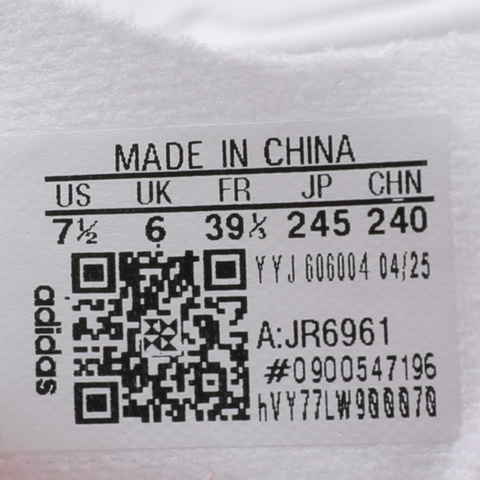 MADE IN CHINA
US UK FR JP CHN
7½ 6 39⅓ 245 240
YYJ 606004 04/25
adidas
A:JR6961
#0900547196